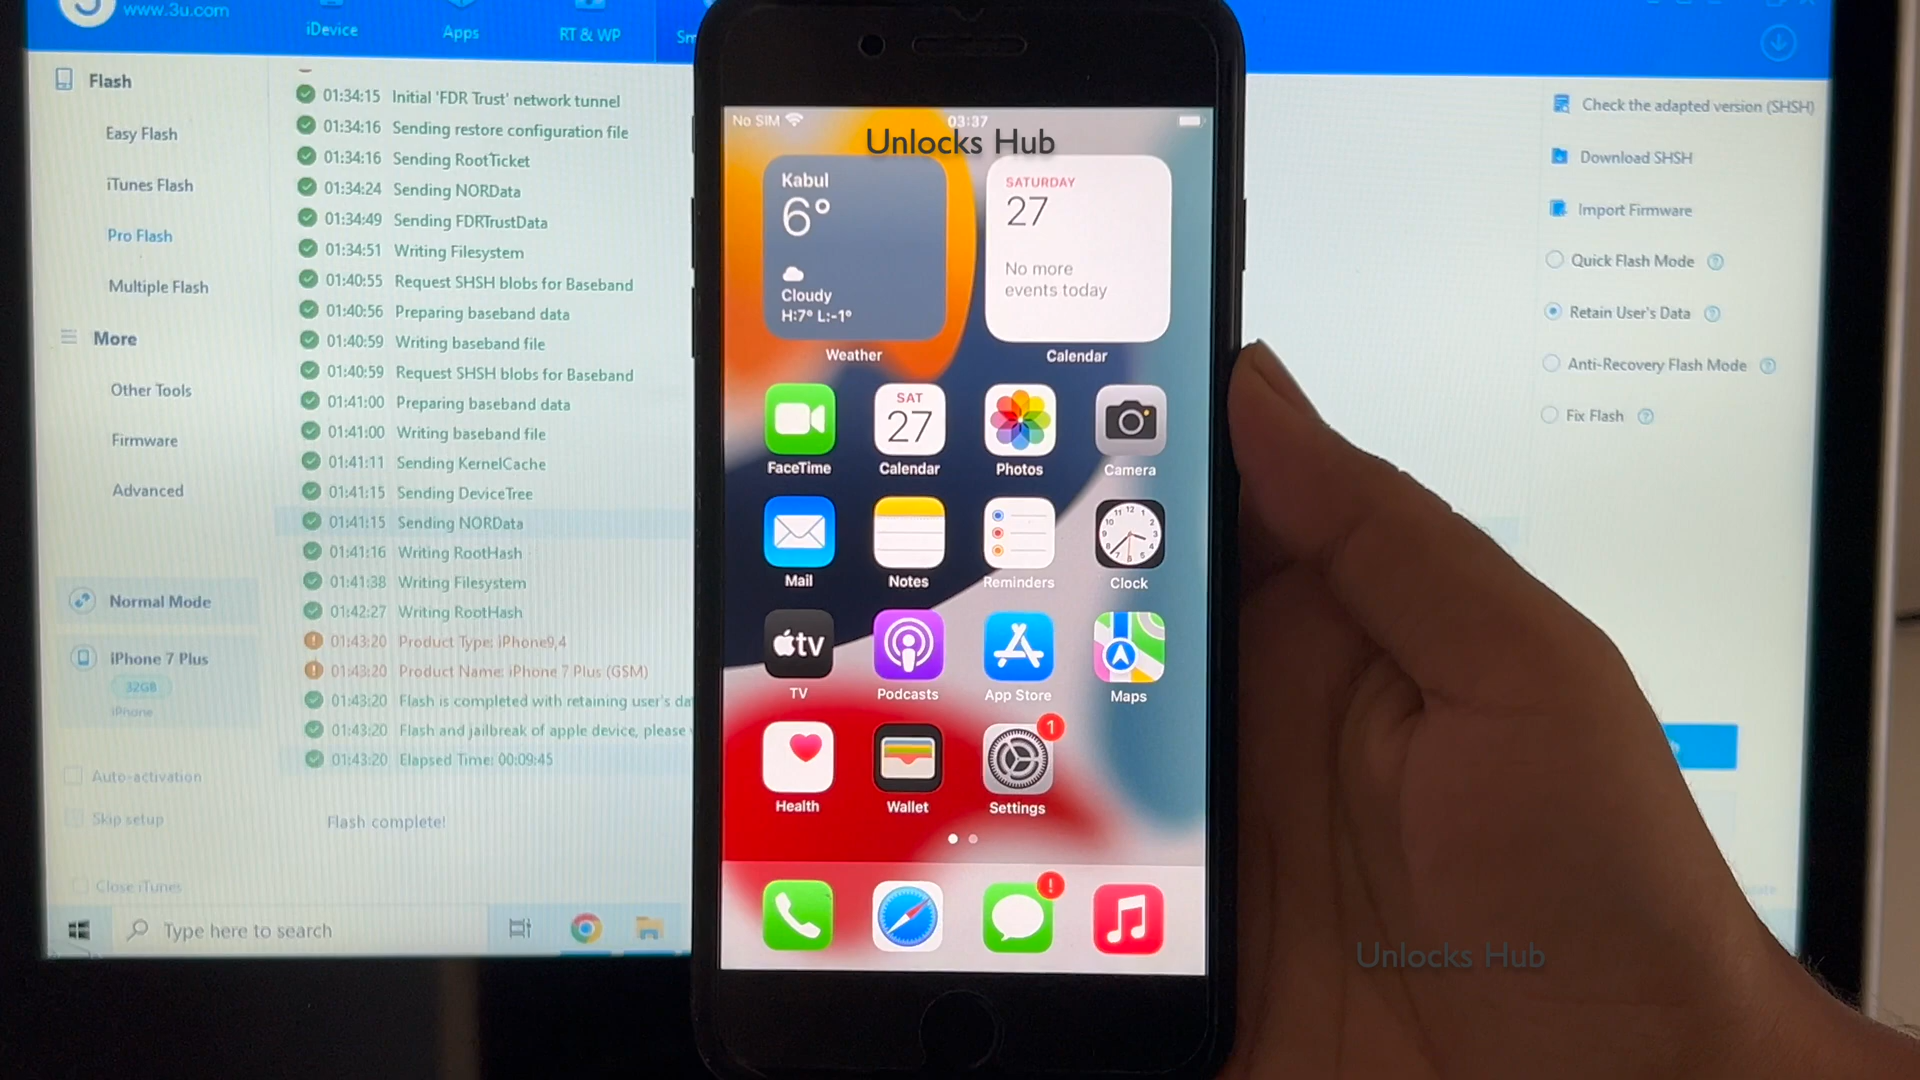 www.3u.com
iDevice
Apps
RT & WP
Flash
Easy Flash
iTunes Flash
Pro Flash
Multiple Flash
More
Other Tools
Firmware
Advanced
Normal Mode
iPhone 7 Plus
32GB
iPhone
Auto-activation
Skip setup
Close iTunes
01:34:15 Initial 'FDR Trust' network tunnel
01:34:16 Sending restore configuration file
01:34:16 Sending RootTicket
01:34:24 Sending NORData
01:34:49 Sending FDRTrustData
01:34:51 Writing Filesystem
01:40:55 Request SHSH blobs for Baseband
01:40:56 Preparing baseband data
01:40:59 Writing baseband file
01:40:59 Request SHSH blobs for Baseband
01:41:00 Preparing baseband data
01:41:00 Writing baseband file
01:41:11 Sending KernelCache
01:41:15 Sending DeviceTree
01:41:15 Sending NORData
01:41:16 Writing RootHash
01:41:38 Writing Filesystem
01:42:27 Writing RootHash
01:43:20 Product Type: iPhone9,4
01:43:20 Product Name: iPhone 7 Plus (GSM)
01:43:20 Flash is completed with retaining user's da
01:43:20 Flash and jailbreak of apple device, please
01:43:20 Elapsed Time: 00:09:45
Flash complete!
Type here to search
No SIM 03:37
Unlocks Hub
Kabul
6°
Cloudy
H:7° L:-1°
Weather
SATURDAY
27
No more
events today
Calendar
FaceTime
SAT
27
Calendar
Photos
Camera
Mail
Notes
Reminders
Clock
tv
TV
Podcasts
App Store
Maps
Health
Wallet
1
Settings
!
Check the adapted version (SHSH)
Download SHSH
Import Firmware
Quick Flash Mode
Retain User's Data
Anti-Recovery Flash Mode
Fix Flash
Unlocks Hub